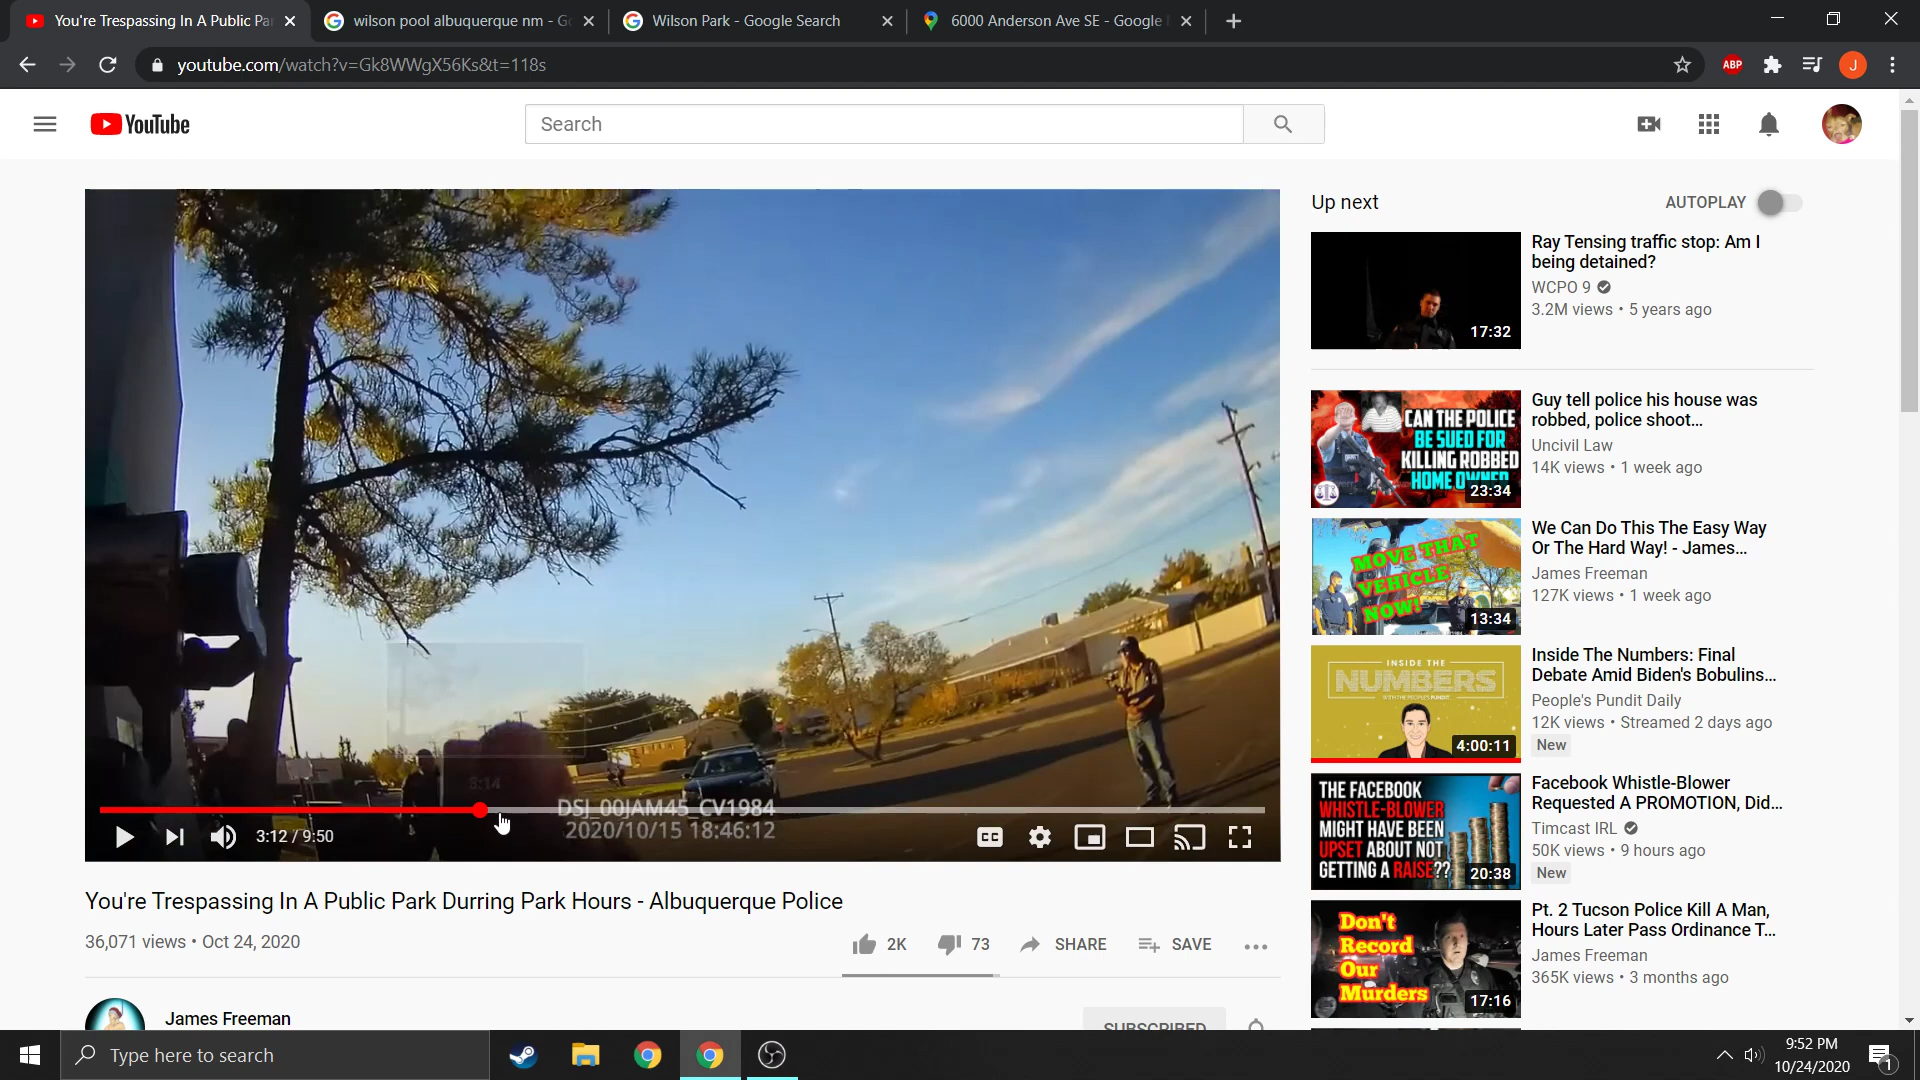 You're Trespassing In A Public Pa
wilson pool albuquerque nm - G
Wilson Park - Google Search
6000 Anderson Ave SE - Google
youtube.com/watch?v=Gk8WWgX56Ks&t=118s
ABP
J
YouTube
Search
Up next
AUTOPLAY
17:32
Ray Tensing traffic stop: Am I
being detained?
WCPO 9
3.2M views • 5 years ago
CAN THE POLICE
BE SUED FOR
KILLING ROBBED
HOME OWNER
23:34
Guy tell police his house was
robbed, police shoot...
Uncivil Law
14K views • 1 week ago
MOVE THAT
VEHICLE
NOW!
13:34
We Can Do This The Easy Way
Or The Hard Way! - James...
James Freeman
127K views • 1 week ago
INSIDE THE
NUMBERS
4:00:11
Inside The Numbers: Final
Debate Amid Biden's Bobulins...
People's Pundit Daily
12K views • Streamed 2 days ago
New
THE FACEBOOK
WHISTLE-BLOWER
MIGHT HAVE BEEN
UPSET ABOUT NOT
GETTING A RAISE??
20:38
Facebook Whistle-Blower
Requested A PROMOTION, Did...
Timcast IRL
50K views • 9 hours ago
New
Don't
Record
Our
Murders
17:16
Pt. 2 Tucson Police Kill A Man,
Hours Later Pass Ordinance T...
James Freeman
365K views • 3 months ago
3:14
DSJ_00JAM45_CV1984
2020/10/15 18:46:12
3:12 / 9:50
CC
You're Trespassing In A Public Park Durring Park Hours - Albuquerque Police
36,071 views • Oct 24, 2020
2K
73
SHARE
SAVE
James Freeman
SUBSCRIBED
Type here to search
9:52 PM
10/24/2020
1